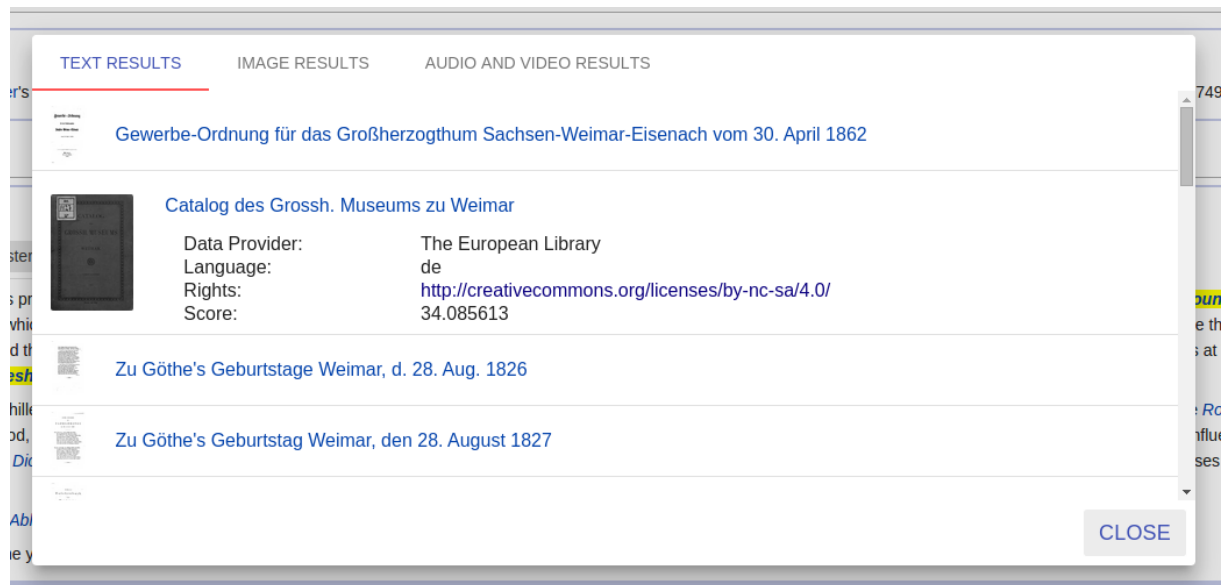 TEXT RESULTS IMAGE RESULTS AUDIO AND VIDEO RESULTS
Gewerbe-Ordnung für das Großherzogthum Sachsen-Weimar-Eisenach vom 30. April 1862
Catalog des Grossh. Museums zu Weimar
Data Provider: The European Library
Language: de
Rights: http://creativecommons.org/licenses/by-nc-sa/4.0/
Score: 34.085613
Zu Göthe's Geburtstage Weimar, d. 28. Aug. 1826
Zu Göthe's Geburtstag Weimar, den 28. August 1827
CLOSE